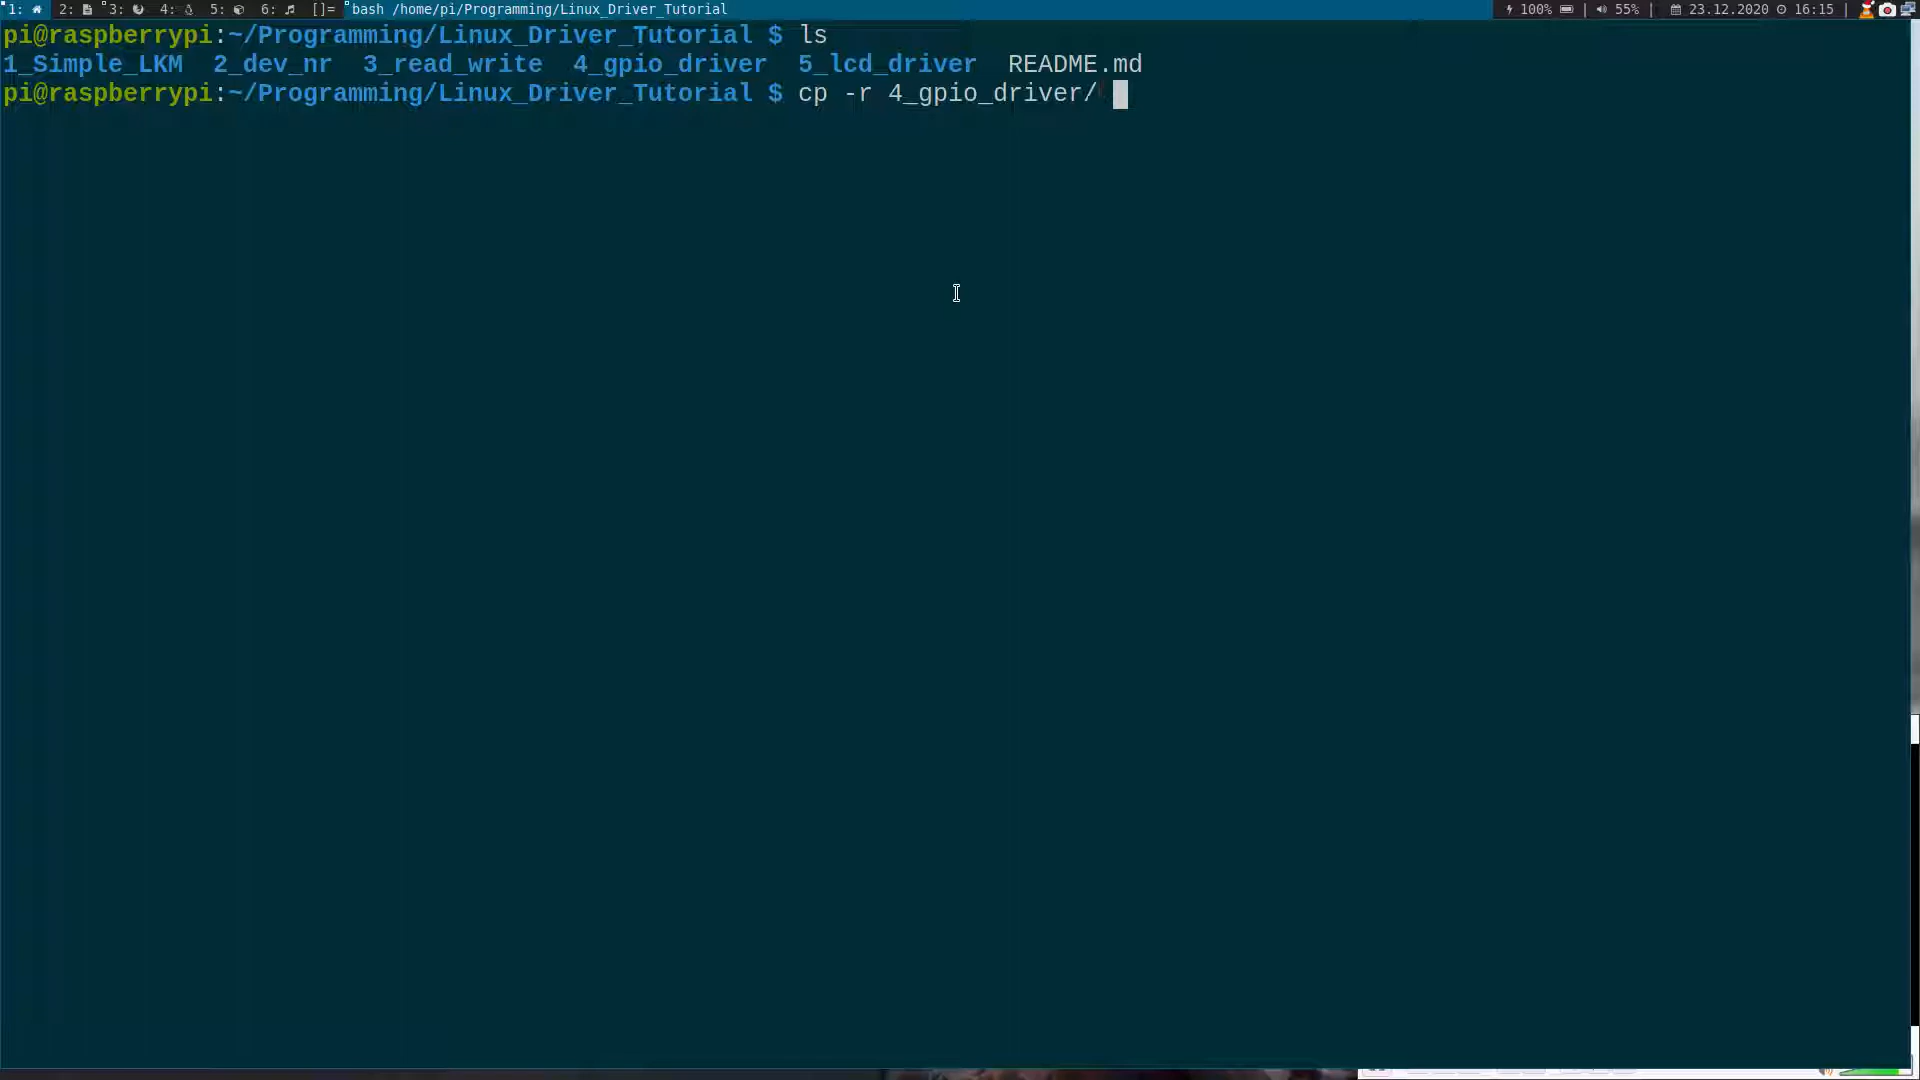 1: 2: 3: 4: 5: 6: []= bash /home/pi/Programming/Linux_Driver_Tutorial 100% | 55% | 23.12.2020 16:15 |
pi@raspberrypi:~/Programming/Linux_Driver_Tutorial $ ls
1_Simple_LKM 2_dev_nr 3_read_write 4_gpio_driver 5_lcd_driver README.md
pi@raspberrypi:~/Programming/Linux_Driver_Tutorial $ cp -r 4_gpio_driver/